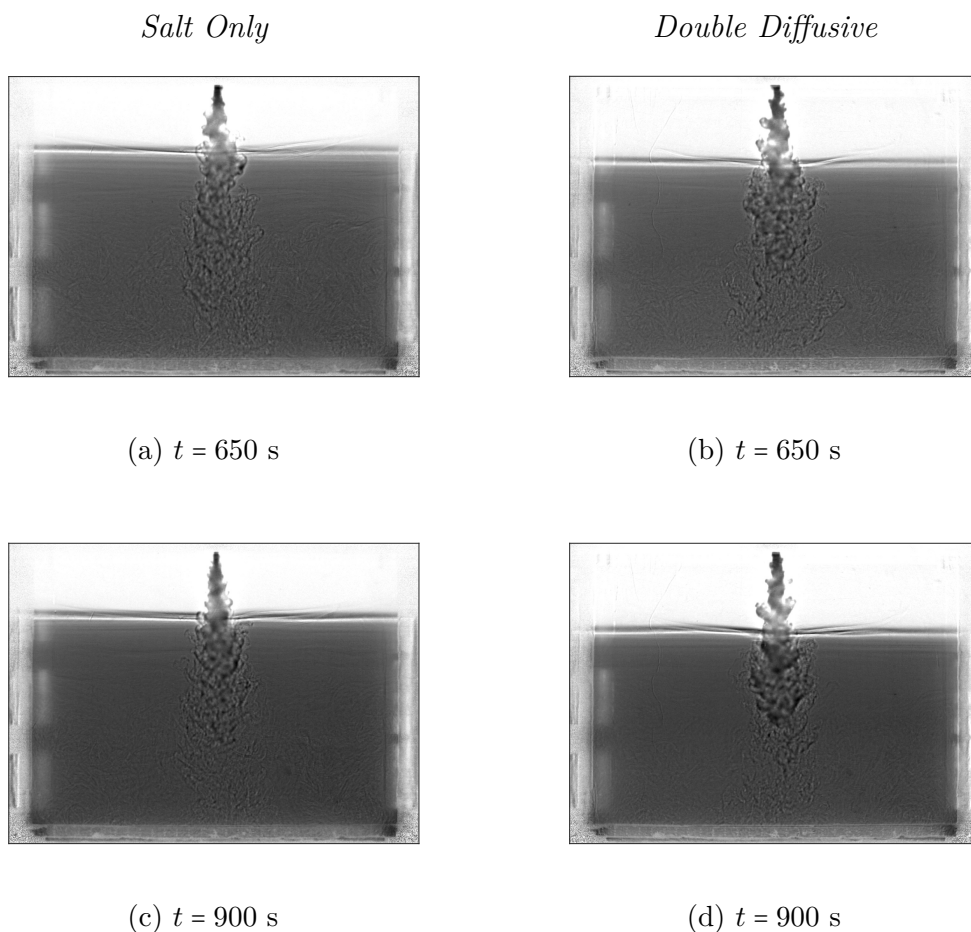 Salt Only
Double Diffusive
(a) t = 650 s
(b) t = 650 s
(c) t = 900 s
(d) t = 900 s